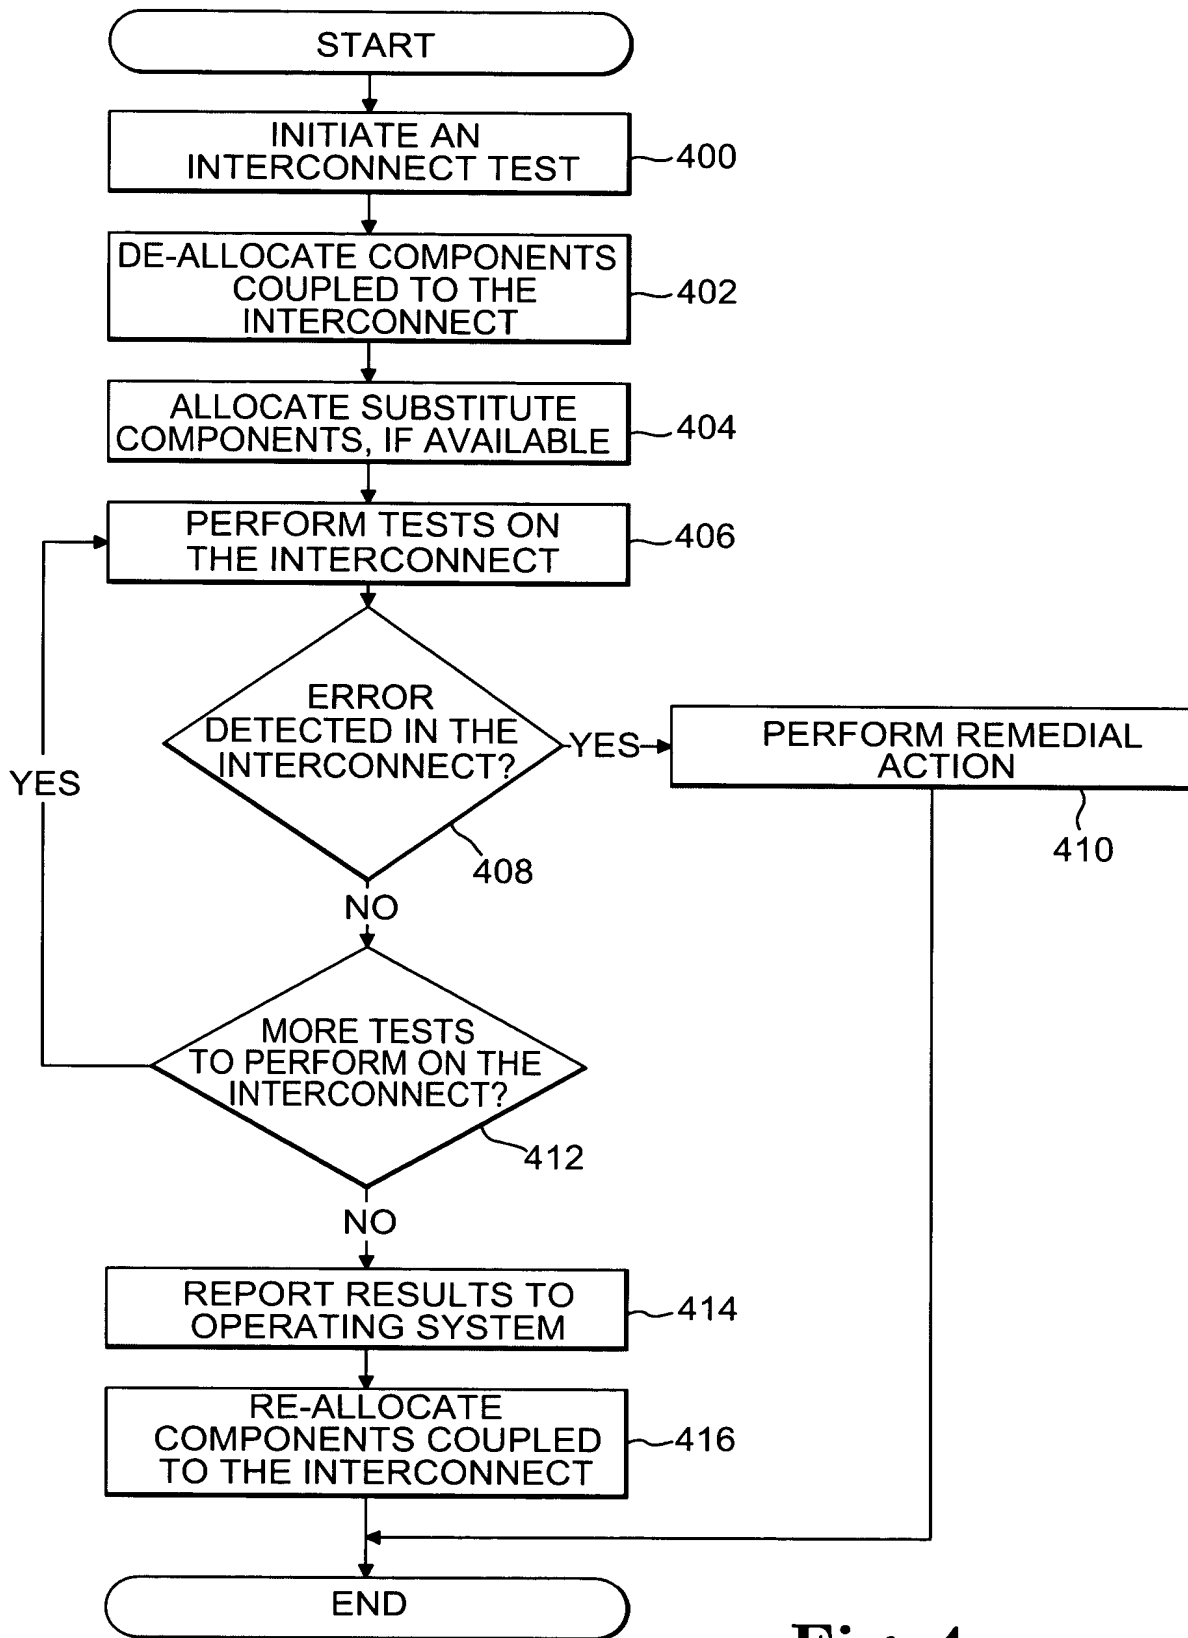 START
INITIATE AN
INTERCONNECT TEST
400
DE-ALLOCATE COMPONENTS
COUPLED TO THE
INTERCONNECT
402
ALLOCATE SUBSTITUTE
COMPONENTS, IF AVAILABLE
404
PERFORM TESTS ON
THE INTERCONNECT
406
ERROR
DETECTED IN THE
INTERCONNECT?
408
YES
PERFORM REMEDIAL
ACTION
410
YES
NO
MORE TESTS
TO PERFORM ON THE
INTERCONNECT?
412
NO
REPORT RESULTS TO
OPERATING SYSTEM
414
RE-ALLOCATE
COMPONENTS COUPLED
TO THE INTERCONNECT
416
END